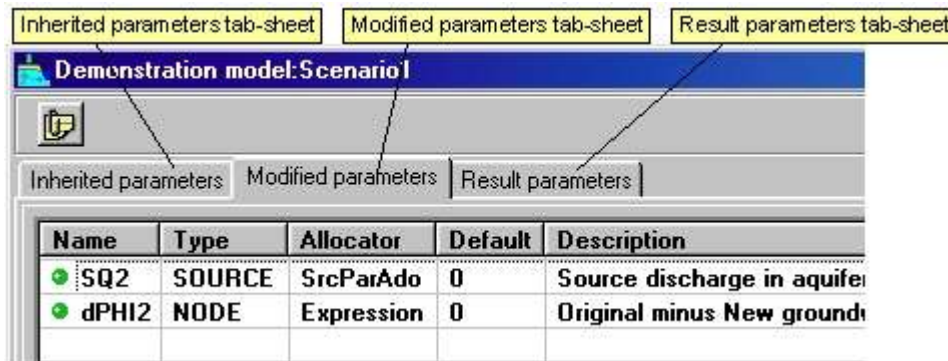 Inherited parameters tab-sheet Modified parameters tab-sheet Result parameters tab-sheet
Demonstration model:Scenario1
Inherited parameters Modified parameters Result parameters
Name Type Allocator Default Description
SQ2 SOURCE SrcParAdo 0 Source discharge in aquifer
dPHI2 NODE Expression 0 Original minus New